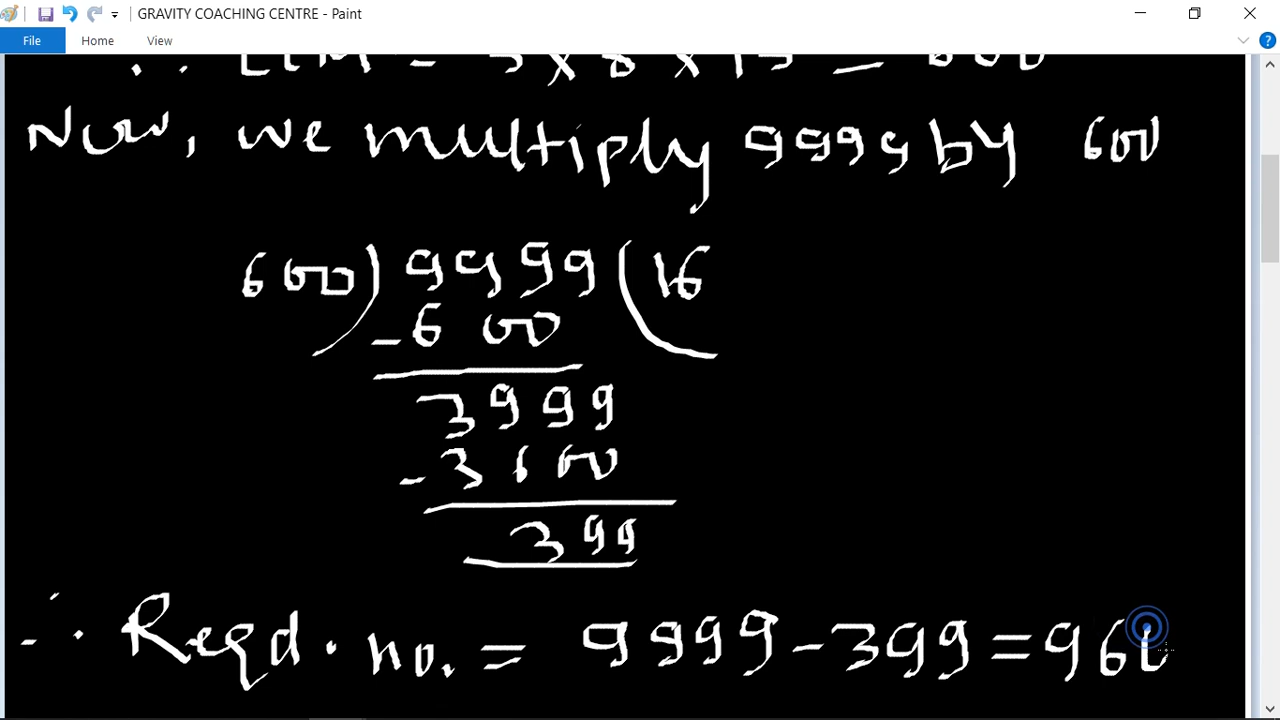 GRAVITY COACHING CENTRE - Paint
File Home View
Now, we multiply 9999 by 600
600) 9999 (16
-600
3999
-3600
399
∴ Reqd. no. = 9999 - 399 = 960